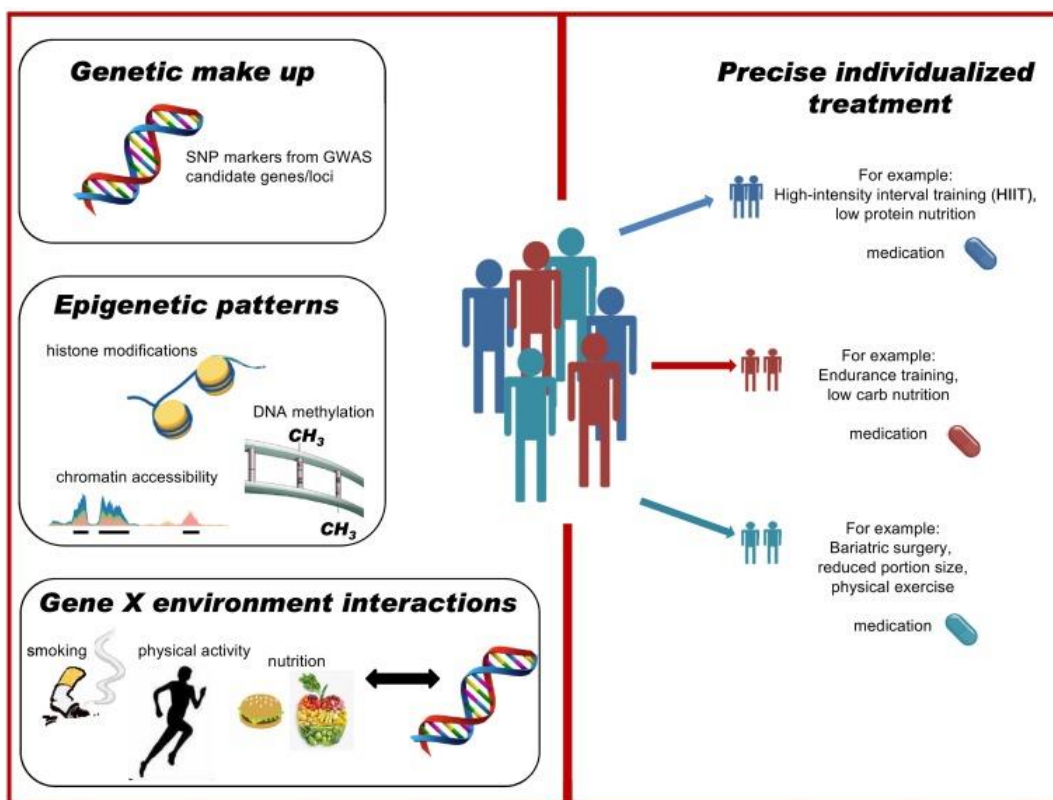 Genetic make up
SNP markers from GWAS
candidate genes/loci
Epigenetic patterns
histone modifications
DNA methylation
CH3
chromatin accessibility
CH3
Gene X environment interactions
smoking
physical activity
nutrition
Precise individualized
treatment
For example:
High-intensity interval training (HIIT),
low protein nutrition
medication
For example:
Endurance training,
low carb nutrition
medication
For example:
Bariatric surgery,
reduced portion size,
physical exercise
medication